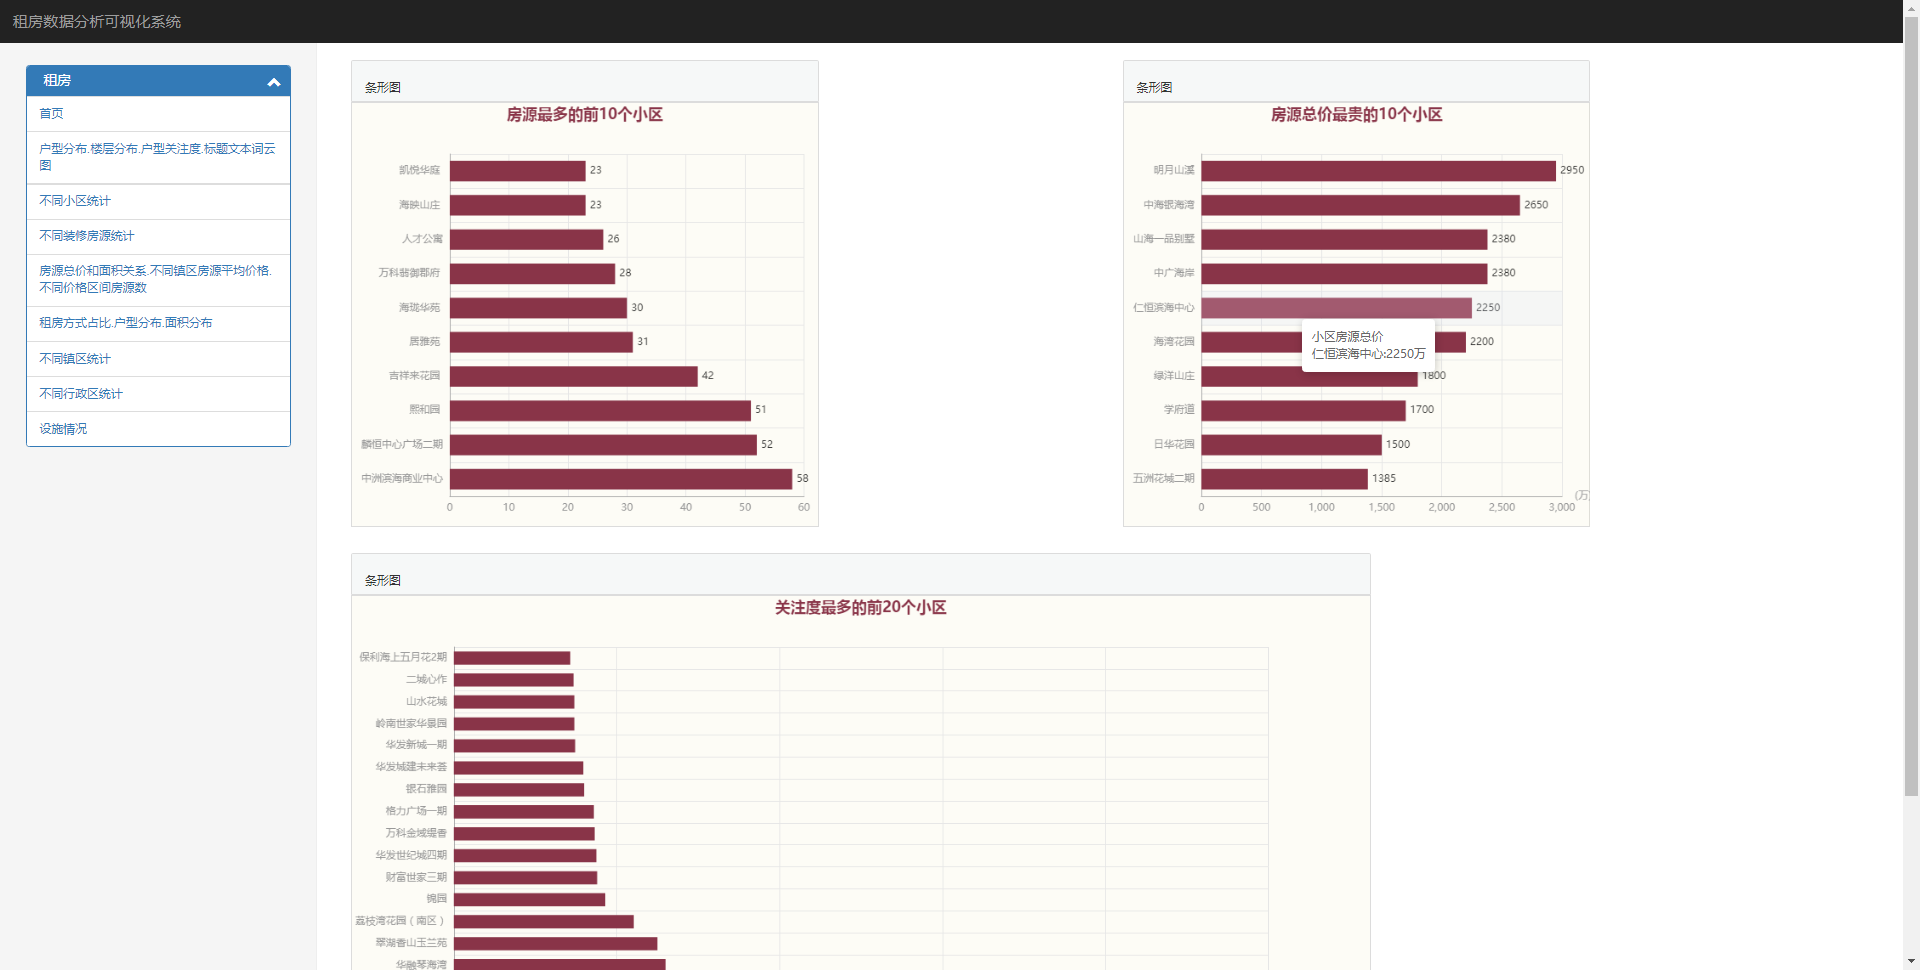 租房数据分析可视化系统
租房
首页
户型分布.楼层分布.户型关注度.标题文本词云
图
不同小区统计
不同装修房源统计
房源总价和面积关系.不同镇区房源平均价格.
不同价格区间房源数
租房方式占比.户型分布.面积分布
不同镇区统计
不同行政区统计
设施情况
条形图
房源最多的前10个小区
凯悦华庭 23
海映山庄 23
人才公寓 26
万科翡御郡府 28
海珑华苑 30
居雅苑 31
吉祥来花园 42
熙和园 51
麟恒中心广场二期 52
中洲滨海商业中心 58
0 10 20 30 40 50 60
条形图
房源总价最贵的10个小区
明月山溪 2950
中海银海湾 2650
山海一品别墅 2380
中广海岸 2380
仁恒滨海中心 2250
海湾花园 2200
绿洋山庄 1800
学府道 1700
日华花园 1500
五洲花城二期 1385
0 500 1,000 1,500 2,000 2,500 3,000
(万)
小区房源总价
仁恒滨海中心:2250万
条形图
关注度最多的前20个小区
保利海上五月花2期
二城心作
山水花城
岭南世家华景园
华发新城一期
华发城建未来荟
银石雅园
格力广场一期
万科金域缇香
华发世纪城四期
财富世家三期
锦园
荔枝湾花园（南区）
翠湖香山玉兰苑
华融琴海湾